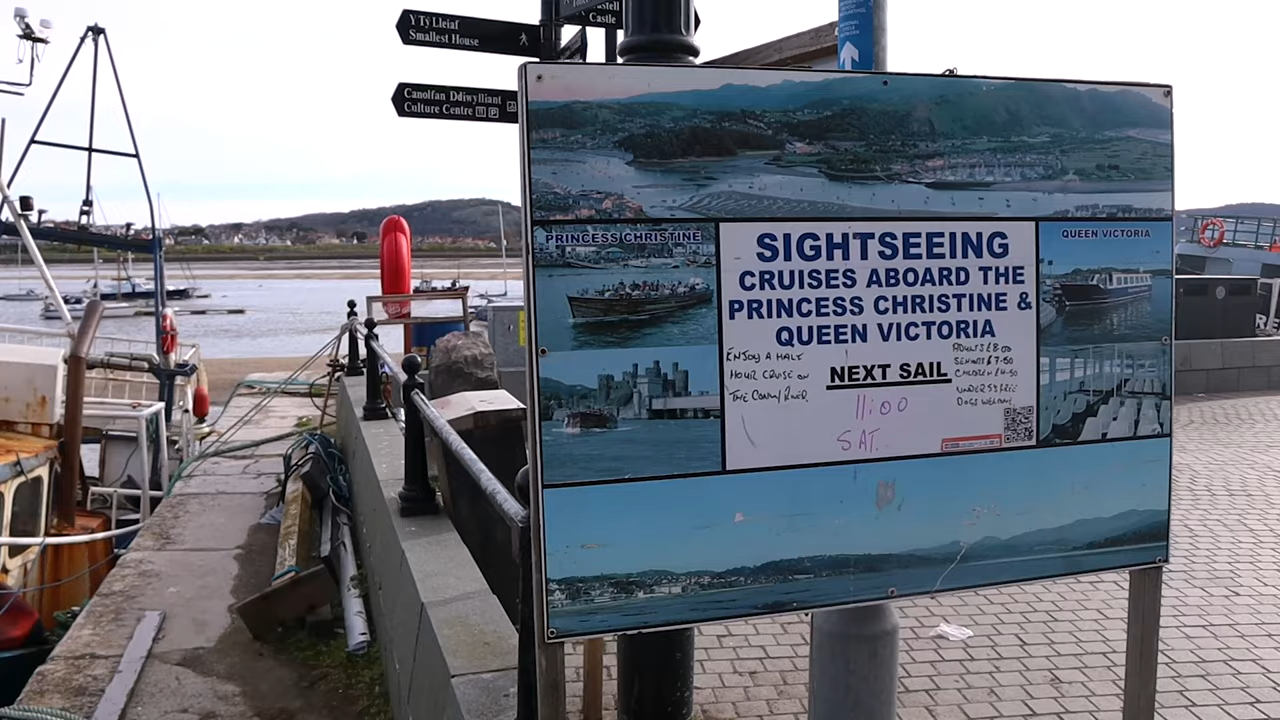 Y Tŷ Lleiaf
Smallest House
Castle
Canolfan Ddiwylliant
Culture Centre
PRINCESS CHRISTINE
QUEEN VICTORIA
SIGHTSEEING
CRUISES ABOARD THE
PRINCESS CHRISTINE &
QUEEN VICTORIA
NEXT SAIL
11:00
SAT.
ENJOY A HALF
HOUR CRUISE ON
THE CONWY RIVER.
ADULTS £8.00
SENIORS £7.50
CHILDREN £4.50
UNDER 5 FREE
DOGS WELCOME